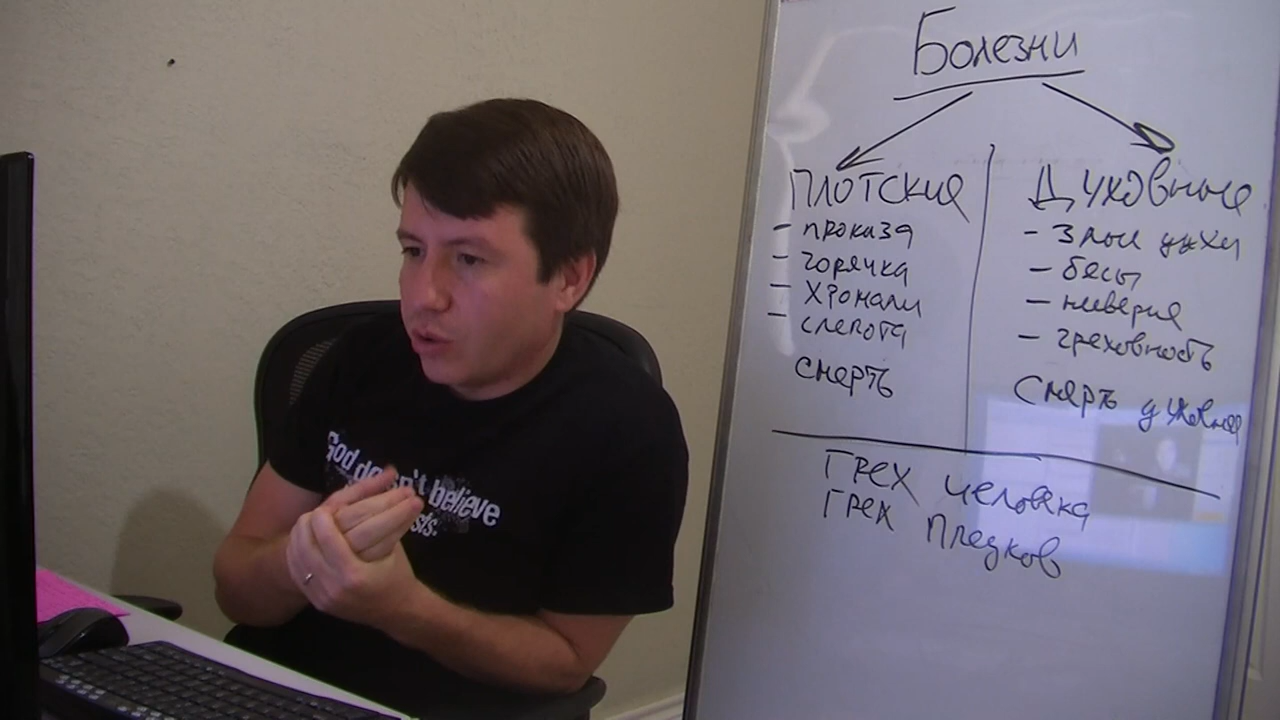 Болезни
Плотские
- проказа
- горячка
- хромали
- слепота
смерть
Духовные
- злые духи
- бесы
- неверие
- греховность
смерть духовная
Грех человека
Грех предков
God doesn't believe